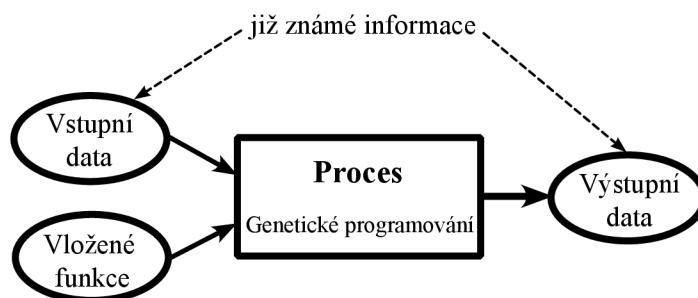 již známé informace
Vstupní
data
Proces
Genetické programování
Výstupní
data
Vložené
funkce